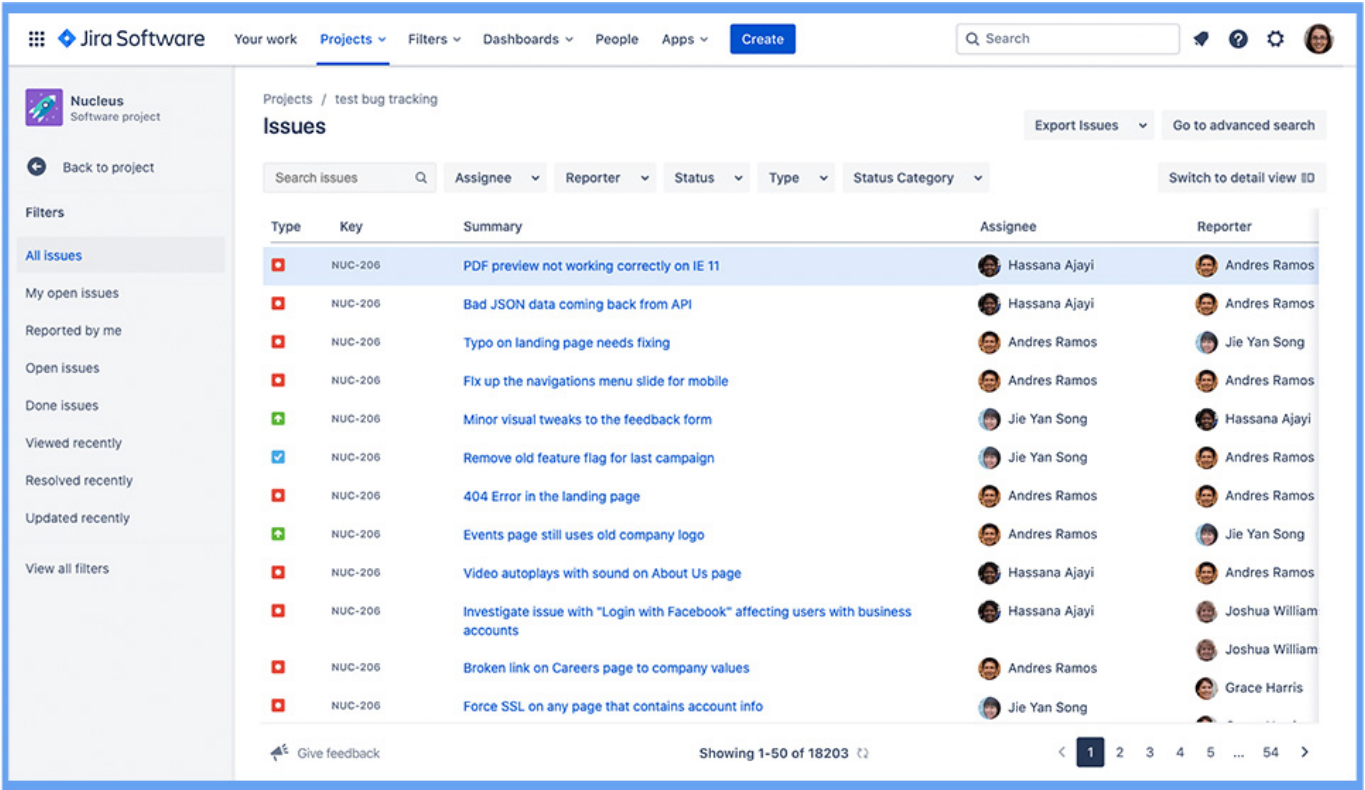 Jira Software Your work Projects Filters Dashboards People Apps Create Search
Nucleus
Software project
Back to project
Filters
All issues
My open issues
Reported by me
Open issues
Done issues
Viewed recently
Resolved recently
Updated recently
View all filters
Projects / test bug tracking
Issues
Export Issues Go to advanced search
Search issues Assignee Reporter Status Type Status Category Switch to detail view
Type Key Summary Assignee Reporter
NUC-206 PDF preview not working correctly on IE 11 Hassana Ajayi Andres Ramos
NUC-206 Bad JSON data coming back from API Hassana Ajayi Andres Ramos
NUC-206 Typo on landing page needs fixing Andres Ramos Jie Yan Song
NUC-206 FIx up the navigations menu slide for mobile Andres Ramos Andres Ramos
NUC-206 Minor visual tweaks to the feedback form Jie Yan Song Hassana Ajayi
NUC-206 Remove old feature flag for last campaign Jie Yan Song Andres Ramos
NUC-206 404 Error in the landing page Andres Ramos Andres Ramos
NUC-206 Events page still uses old company logo Andres Ramos Jie Yan Song
NUC-206 Video autoplays with sound on About Us page Hassana Ajayi Andres Ramos
NUC-206 Investigate issue with "Login with Facebook" affecting users with business Hassana Ajayi Joshua William
accounts
Joshua William
NUC-206 Broken link on Careers page to company values Andres Ramos
Grace Harris
NUC-206 Force SSL on any page that contains account info Jie Yan Song
Give feedback Showing 1-50 of 18203 1 2 3 4 5 ... 54